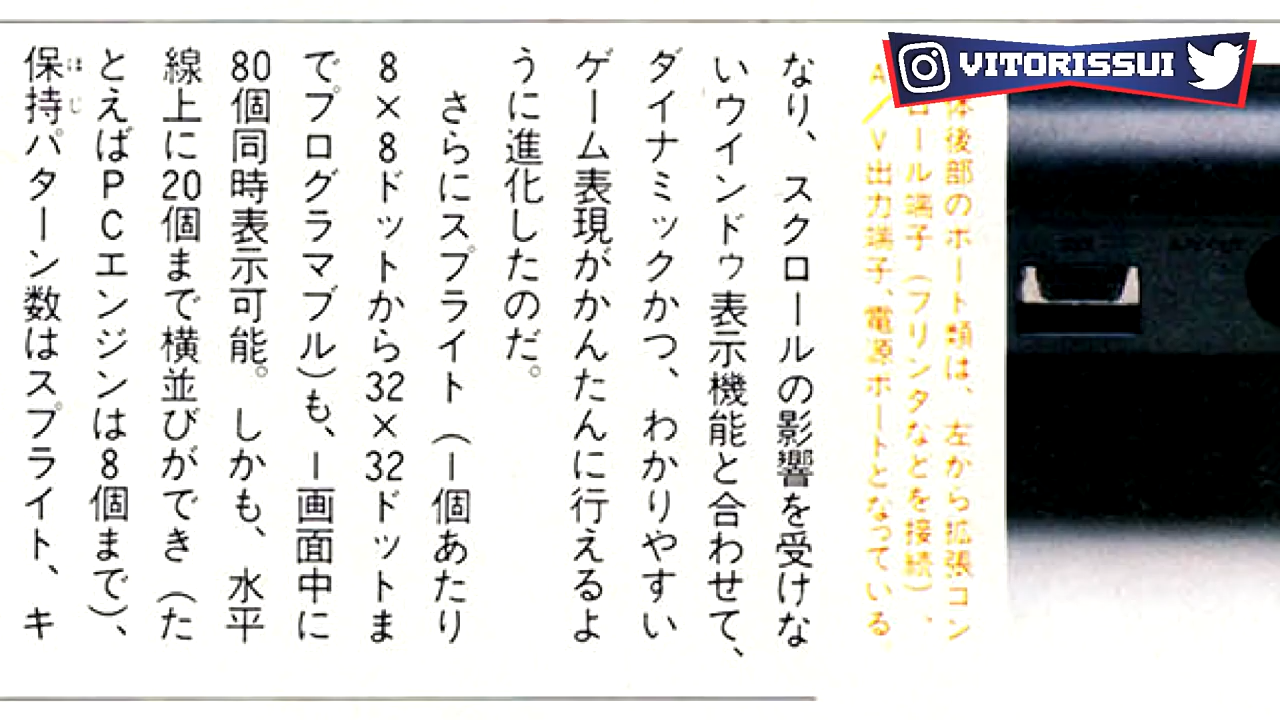 VITORISSUI
体後部のポート類は、左から拡張コン
ロール端子（プリンタなどを接続）、
A／V出力端子、電源ポートとなっている
なり、スクロールの影響を受けな
いウインドゥ表示機能と合わせて、
ダイナミックかつ、わかりやすい
ゲーム表現がかんたんに行えるよ
うに進化したのだ。
さらにスプライト（一個あたり
8×8ドットから32×32ドットま
でプログラマブル）も、一画面中に
80個同時表示可能。しかも、水平
線上に20個まで横並びができ（た
とえばPCエンジンは8個まで）、
保持パターン数はスプライト、キ
ほじ